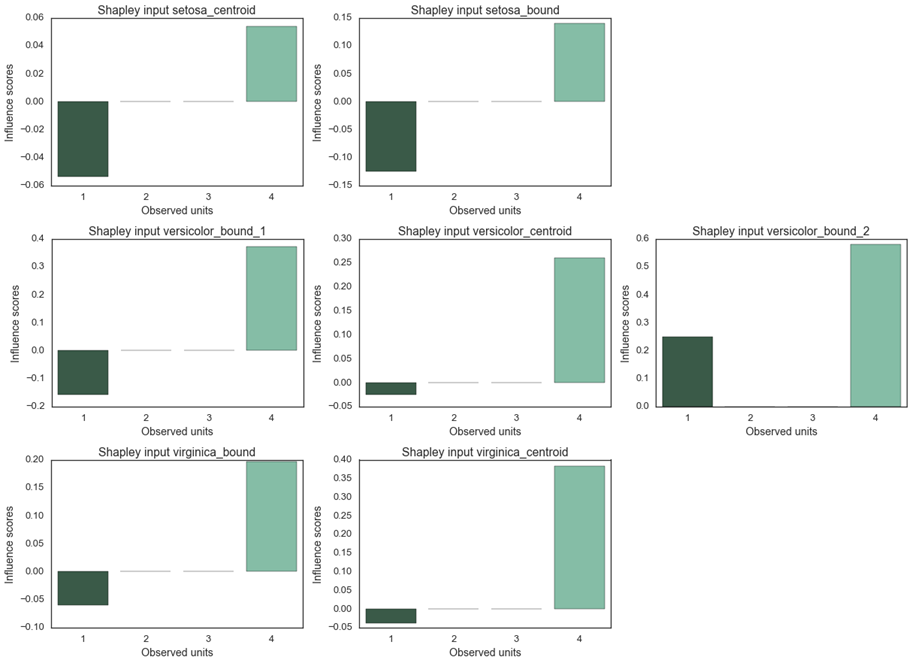 Shapley input setosa_centroid
0.06
0.04
0.02
0.00
−0.02
−0.04
−0.06
Influence scores
1 2 3 4
Observed units
Shapley input setosa_bound
0.15
0.10
0.05
0.00
−0.05
−0.10
−0.15
Influence scores
1 2 3 4
Observed units
Shapley input versicolor_bound_1
0.4
0.3
0.2
0.1
0.0
−0.1
−0.2
Influence scores
1 2 3 4
Observed units
Shapley input versicolor_centroid
0.30
0.25
0.20
0.15
0.10
0.05
0.00
−0.05
Influence scores
1 2 3 4
Observed units
Shapley input versicolor_bound_2
0.6
0.5
0.4
0.3
0.2
0.1
0.0
Influence scores
1 2 3 4
Observed units
Shapley input virginica_bound
0.20
0.15
0.10
0.05
0.00
−0.05
−0.10
Influence scores
1 2 3 4
Observed units
Shapley input virginica_centroid
0.40
0.35
0.30
0.25
0.20
0.15
0.10
0.05
0.00
−0.05
Influence scores
1 2 3 4
Observed units